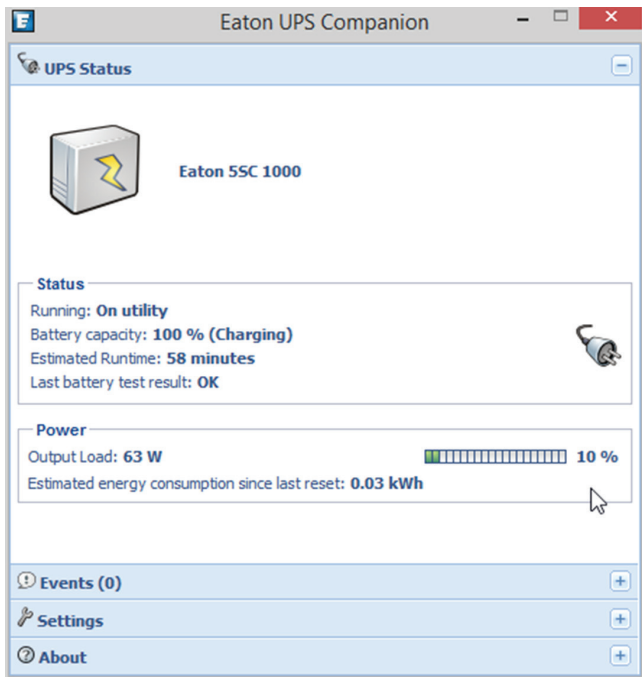 Eaton UPS Companion
UPS Status
Eaton 5SC 1000
Status
Running: On utility
Battery capacity: 100 % (Charging)
Estimated Runtime: 58 minutes
Last battery test result: OK
Power
Output Load: 63 W 10 %
Estimated energy consumption since last reset: 0.03 kWh
Events (0)
Settings
About